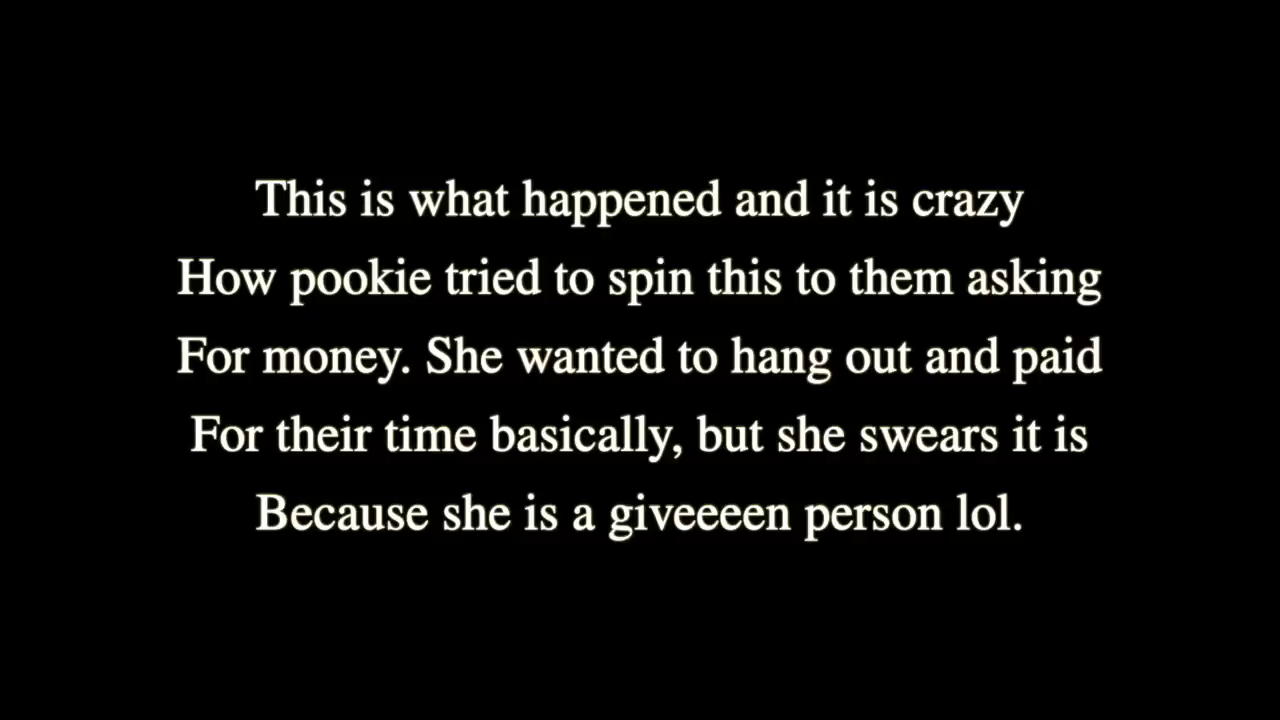 This is what happened and it is crazy
How pookie tried to spin this to them asking
For money. She wanted to hang out and paid
For their time basically, but she swears it is
Because she is a giveeeen person lol.